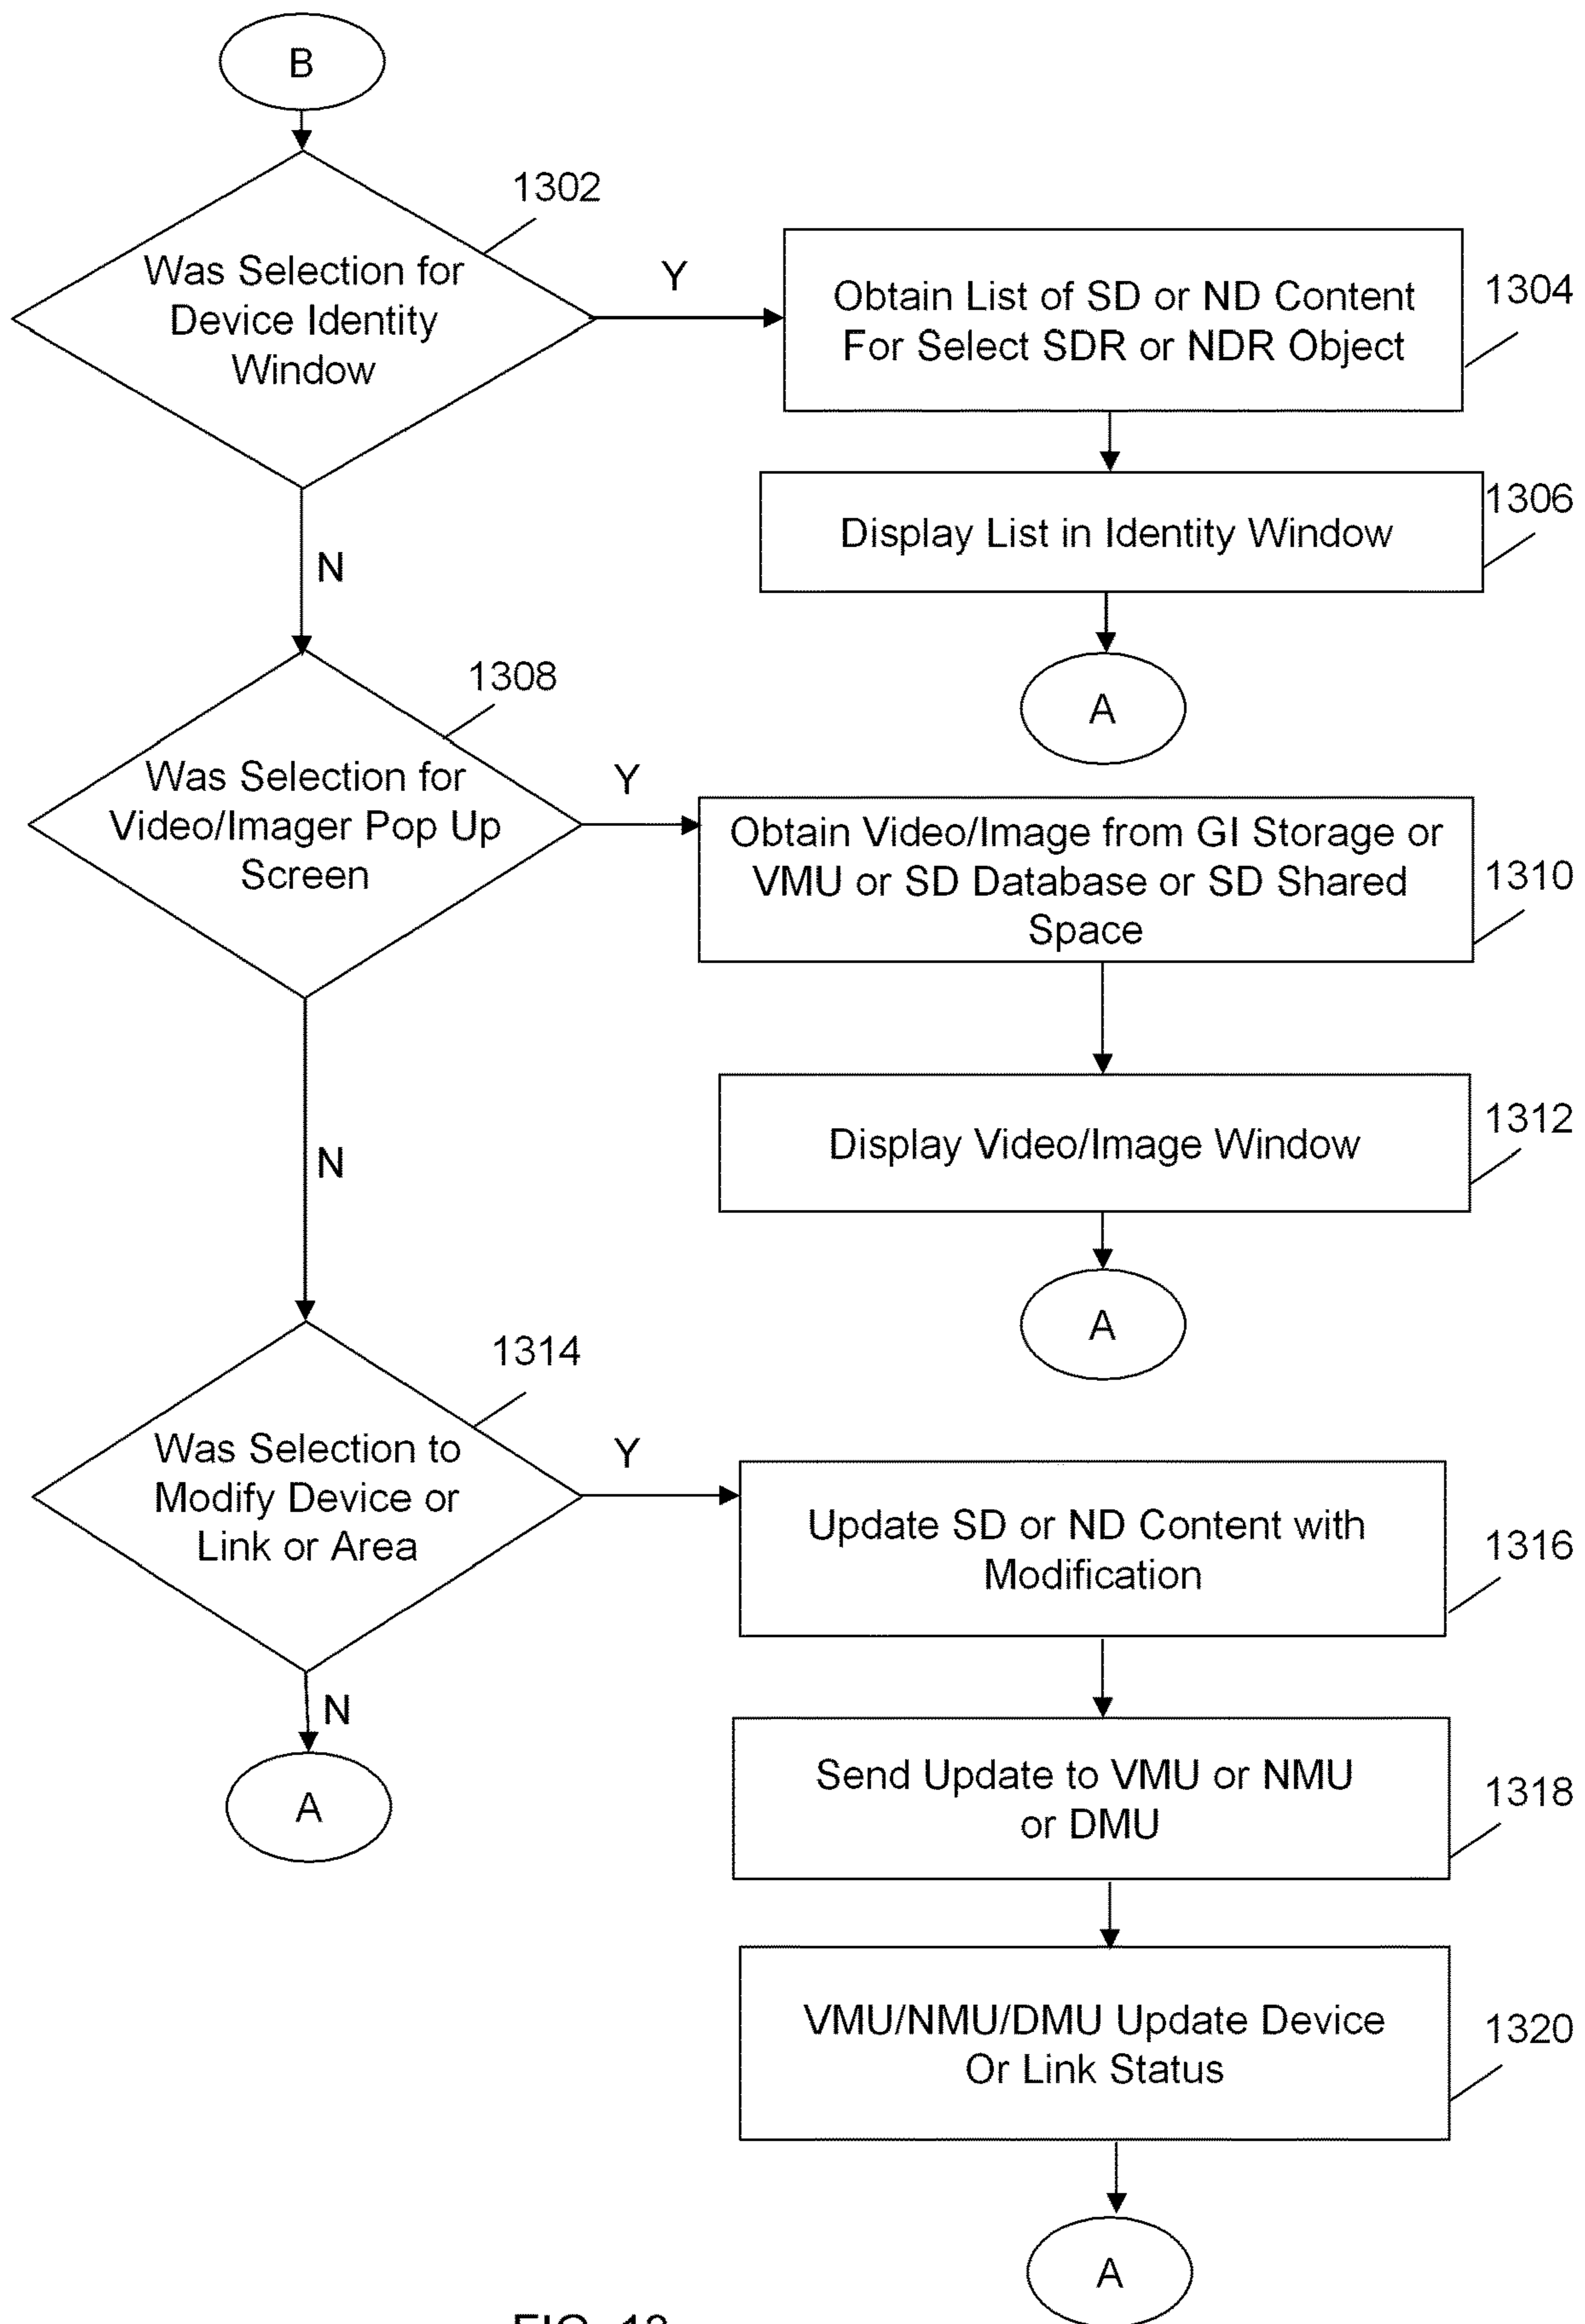 B
1302
Was Selection for
Device Identity
Window
Y
Obtain List of SD or ND Content
For Select SDR or NDR Object
1304
Display List in Identity Window
1306
N
A
1308
Was Selection for
Video/Imager Pop Up
Screen
Y
Obtain Video/Image from GI Storage or
VMU or SD Database or SD Shared
Space
1310
N
Display Video/Image Window
1312
A
1314
Was Selection to
Modify Device or
Link or Area
Y
Update SD or ND Content with
Modification
1316
N
A
Send Update to VMU or NMU
or DMU
1318
VMU/NMU/DMU Update Device
Or Link Status
1320
A